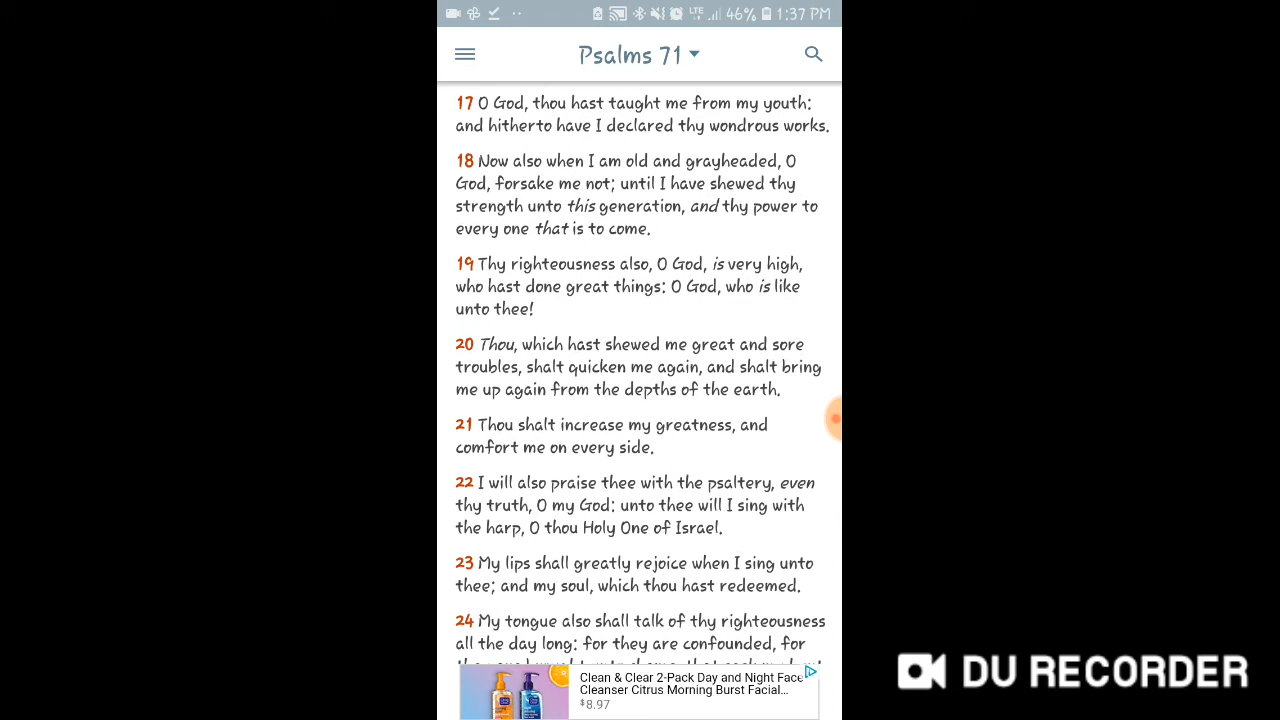 46% 1:37 PM
Psalms 71
17 O God, thou hast taught me from my youth:
and hitherto have I declared thy wondrous works.
18 Now also when I am old and grayheaded, O
God, forsake me not; until I have shewed thy
strength unto this generation, and thy power to
every one that is to come.
19 Thy righteousness also, O God, is very high,
who hast done great things: O God, who is like
unto thee!
20 Thou, which hast shewed me great and sore
troubles, shalt quicken me again, and shalt bring
me up again from the depths of the earth.
21 Thou shalt increase my greatness, and
comfort me on every side.
22 I will also praise thee with the psaltery, even
thy truth, O my God: unto thee will I sing with
the harp, O thou Holy One of Israel.
23 My lips shall greatly rejoice when I sing unto
thee; and my soul, which thou hast redeemed.
24 My tongue also shall talk of thy righteousness
all the day long: for they are confounded, for
Clean & Clear 2-Pack Day and Night Face
Cleanser Citrus Morning Burst Facial...
$8.97
DU RECORDER